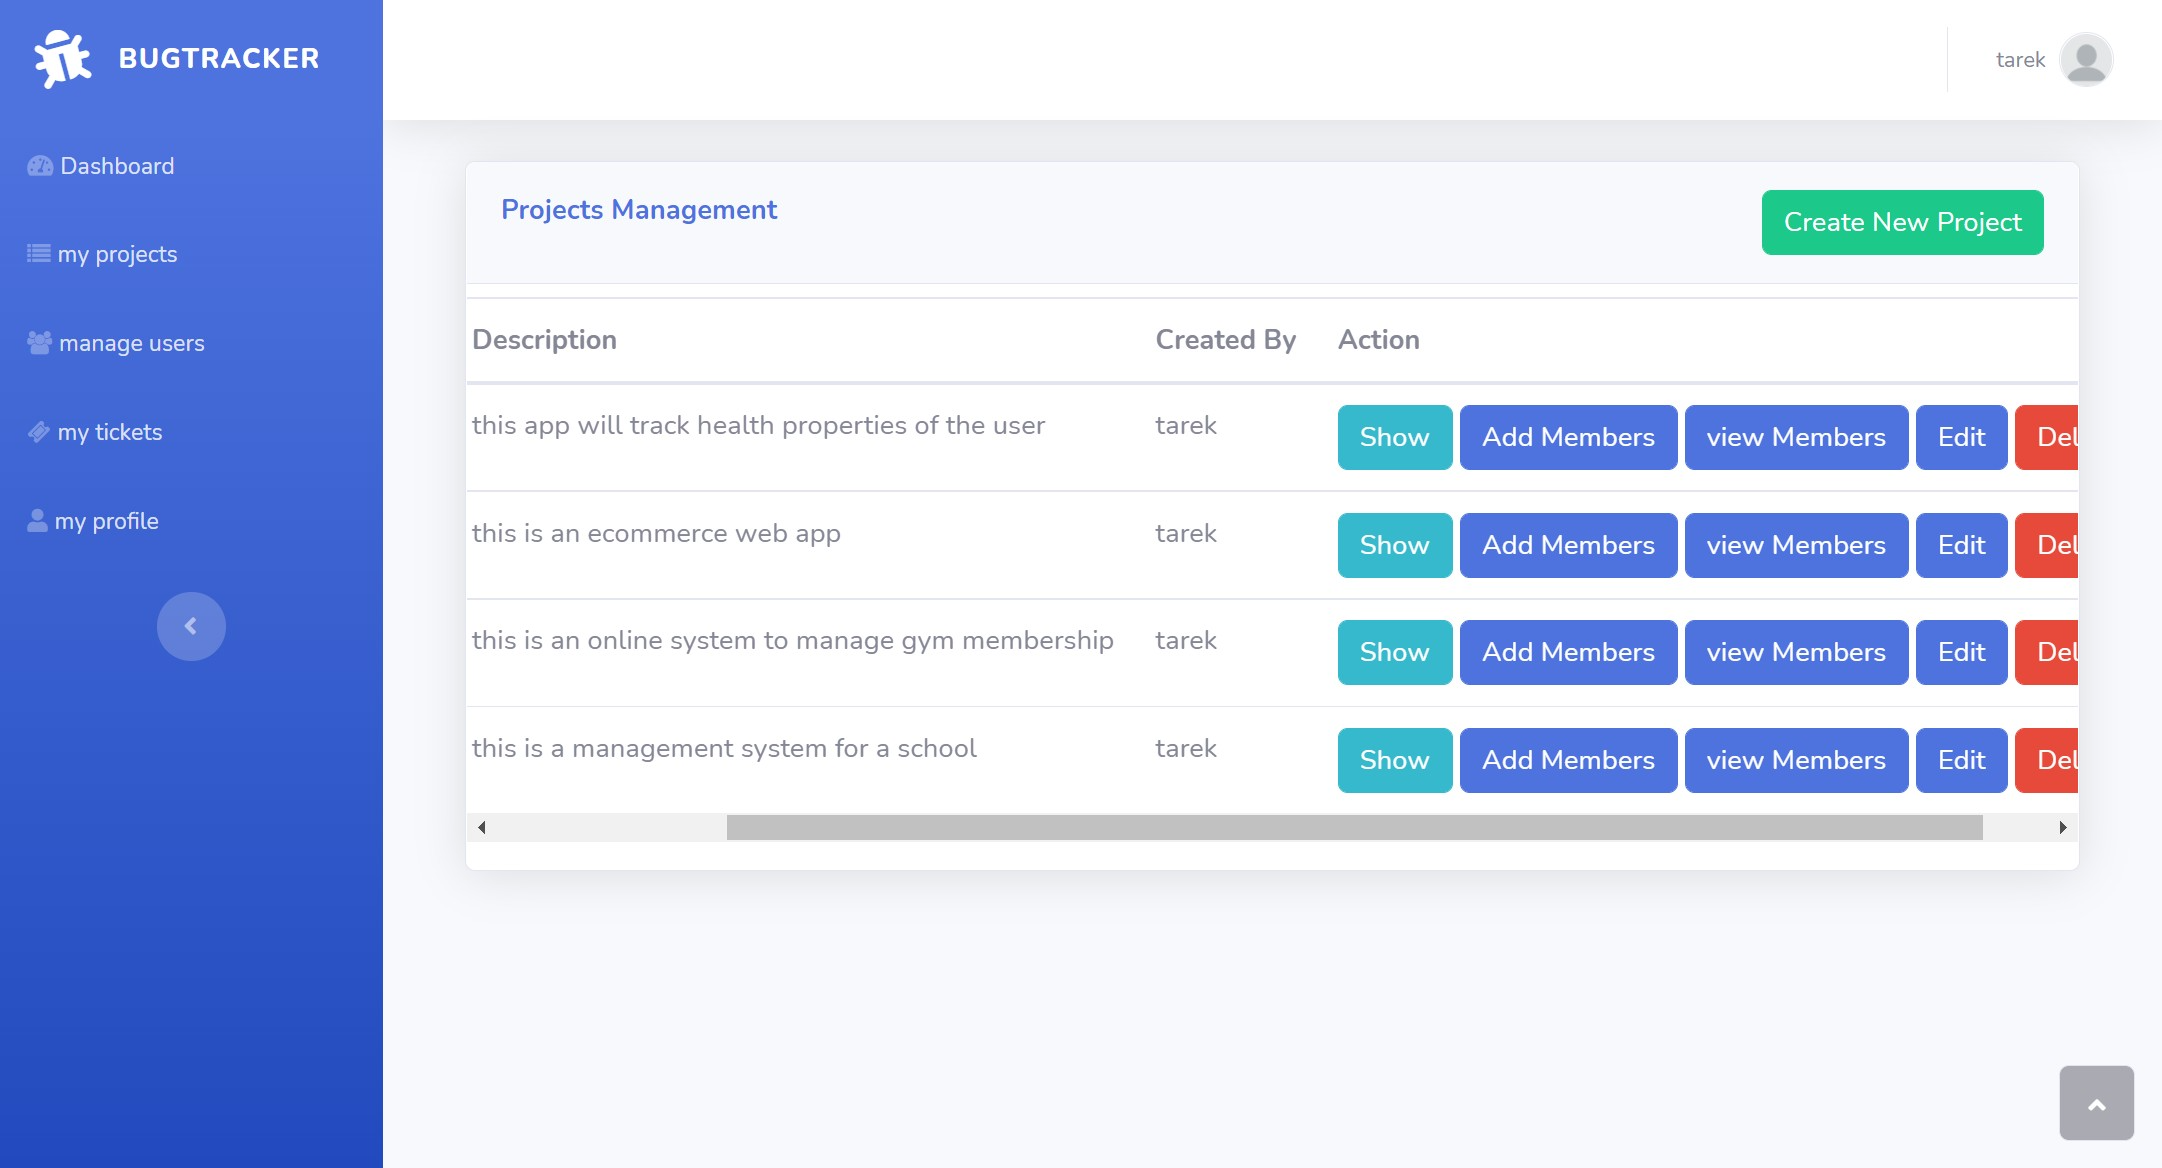 BUGTRACKER
tarek
Dashboard
my projects
manage users
my tickets
my profile
Projects Management
Create New Project
Description Created By Action
this app will track health properties of the user tarek Show Add Members view Members Edit Del
this is an ecommerce web app tarek Show Add Members view Members Edit Del
this is an online system to manage gym membership tarek Show Add Members view Members Edit Del
this is a management system for a school tarek Show Add Members view Members Edit Del